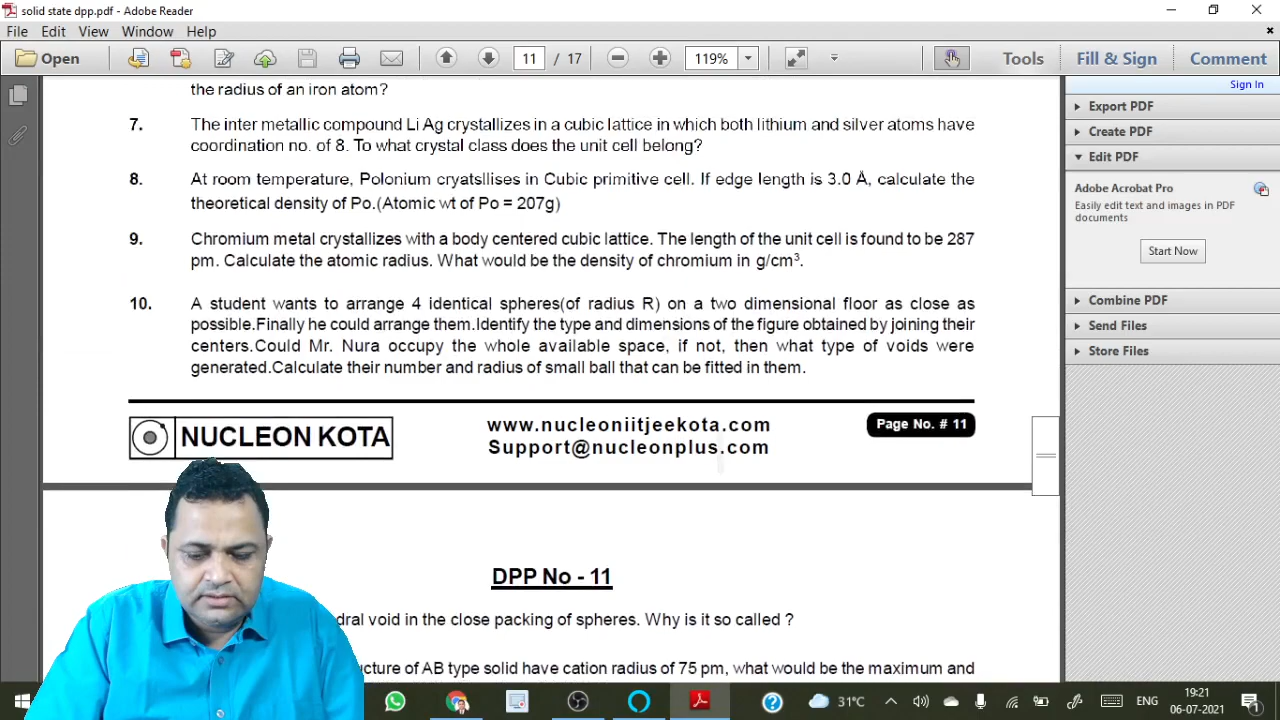 solid state dpp.pdf - Adobe Reader
File Edit View Window Help
Open 11 / 17 119% Tools Fill & Sign Comment
Sign In
the radius of an iron atom?
7. The inter metallic compound Li Ag crystallizes in a cubic lattice in which both lithium and silver atoms have
coordination no. of 8. To what crystal class does the unit cell belong?
8. At room temperature, Polonium cryatsllises in Cubic primitive cell. If edge length is 3.0 Å, calculate the
theoretical density of Po.(Atomic wt of Po = 207g)
9. Chromium metal crystallizes with a body centered cubic lattice. The length of the unit cell is found to be 287
pm. Calculate the atomic radius. What would be the density of chromium in g/cm³.
10. A student wants to arrange 4 identical spheres(of radius R) on a two dimensional floor as close as
possible.Finally he could arrange them.Identify the type and dimensions of the figure obtained by joining their
centers.Could Mr. Nura occupy the whole available space, if not, then what type of voids were
generated.Calculate their number and radius of small ball that can be fitted in them.
NUCLEON KOTA
www.nucleoniitjeekota.com
Support@nucleonplus.com
Page No. # 11
DPP No - 11
dral void in the close packing of spheres. Why is it so called ?
cture of AB type solid have cation radius of 75 pm, what would be the maximum and
Export PDF
Create PDF
Edit PDF
Adobe Acrobat Pro
Easily edit text and images in PDF
documents
Start Now
Combine PDF
Send Files
Store Files
31°C
ENG
19:21
06-07-2021
1